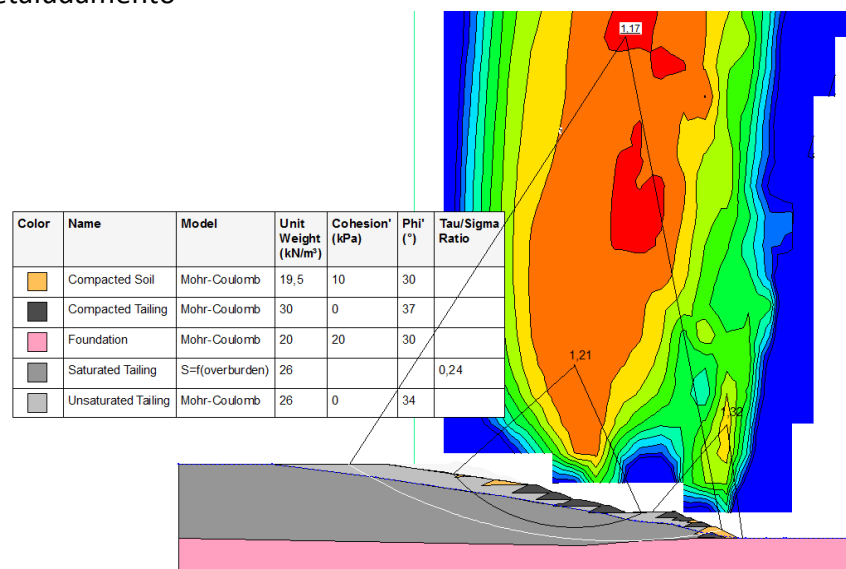 1,17
Color Name Model Unit Weight (kN/m³) Cohesion' (kPa) Phi' (°) Tau/Sigma Ratio
Compacted Soil Mohr-Coulomb 19,5 10 30
Compacted Tailing Mohr-Coulomb 30 0 37
Foundation Mohr-Coulomb 20 20 30
Saturated Tailing S=f(overburden) 26 0,24
Unsaturated Tailing Mohr-Coulomb 26 0 34
1,21
1,32